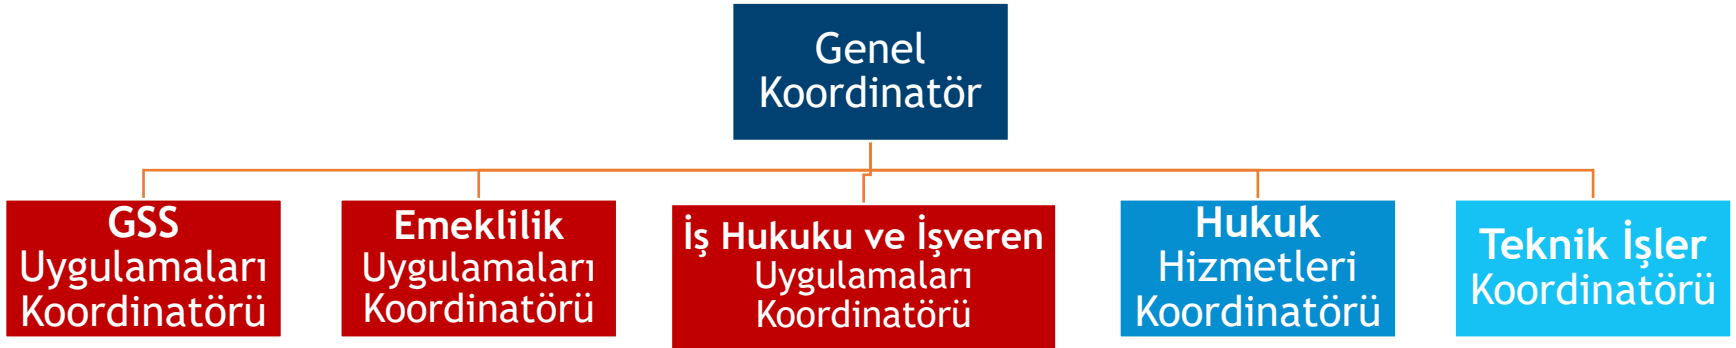 Genel
Koordinatör
GSS
Uygulamaları
Koordinatörü
Emeklilik
Uygulamaları
Koordinatörü
İş Hukuku ve İşveren
Uygulamaları
Koordinatörü
Hukuk
Hizmetleri
Koordinatörü
Teknik İşler
Koordinatörü